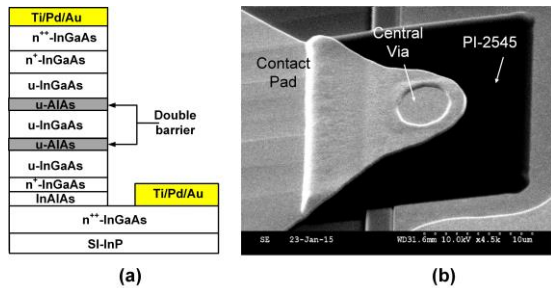 Ti/Pd/Au
n++-InGaAs
n+-InGaAs
u-InGaAs
u-AlAs
u-InGaAs
u-AlAs
u-InGaAs
n+-InGaAs
InAlAs
Double
barrier
Ti/Pd/Au
n++-InGaAs
SI-InP
(a)
Central
Via
PI-2545
Contact
Pad
SE 23-Jan-15 WD31.6mm 10.0kV x4.5k 10um
(b)